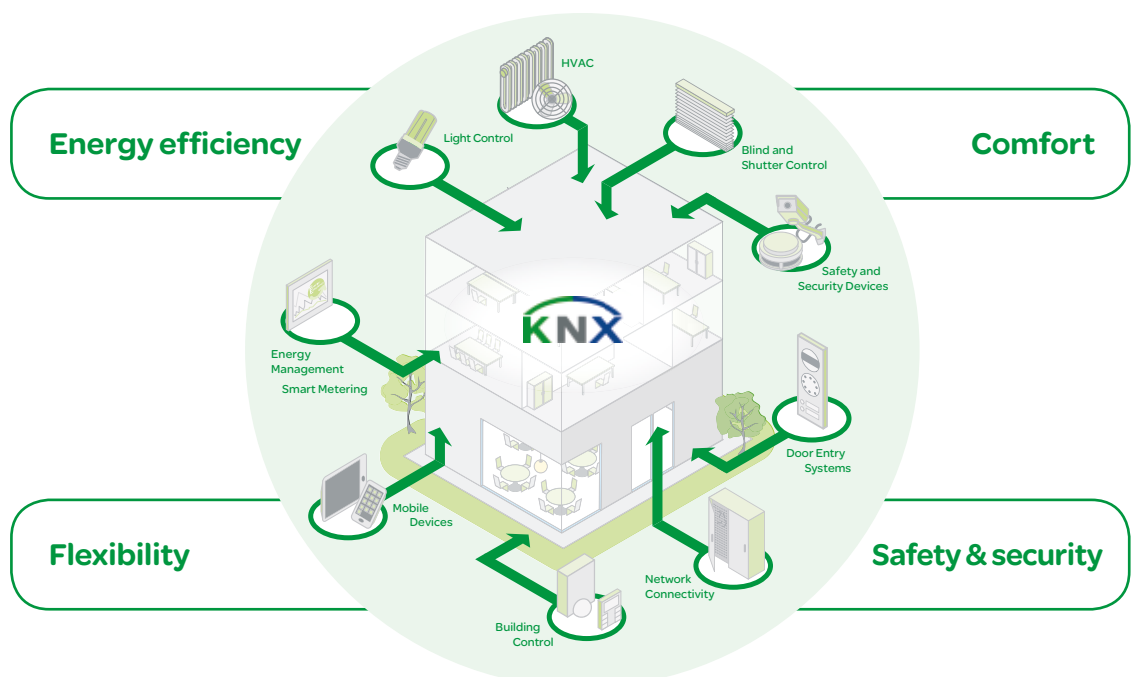 HVAC
Light Control
Energy efficiency
Comfort
Blind and
Shutter Control
Safety and
Security Devices
KNX
Energy
Management
Smart Metering
Door Entry
Systems
Mobile
Devices
Flexibility
Safety & security
Network
Connectivity
Building
Control